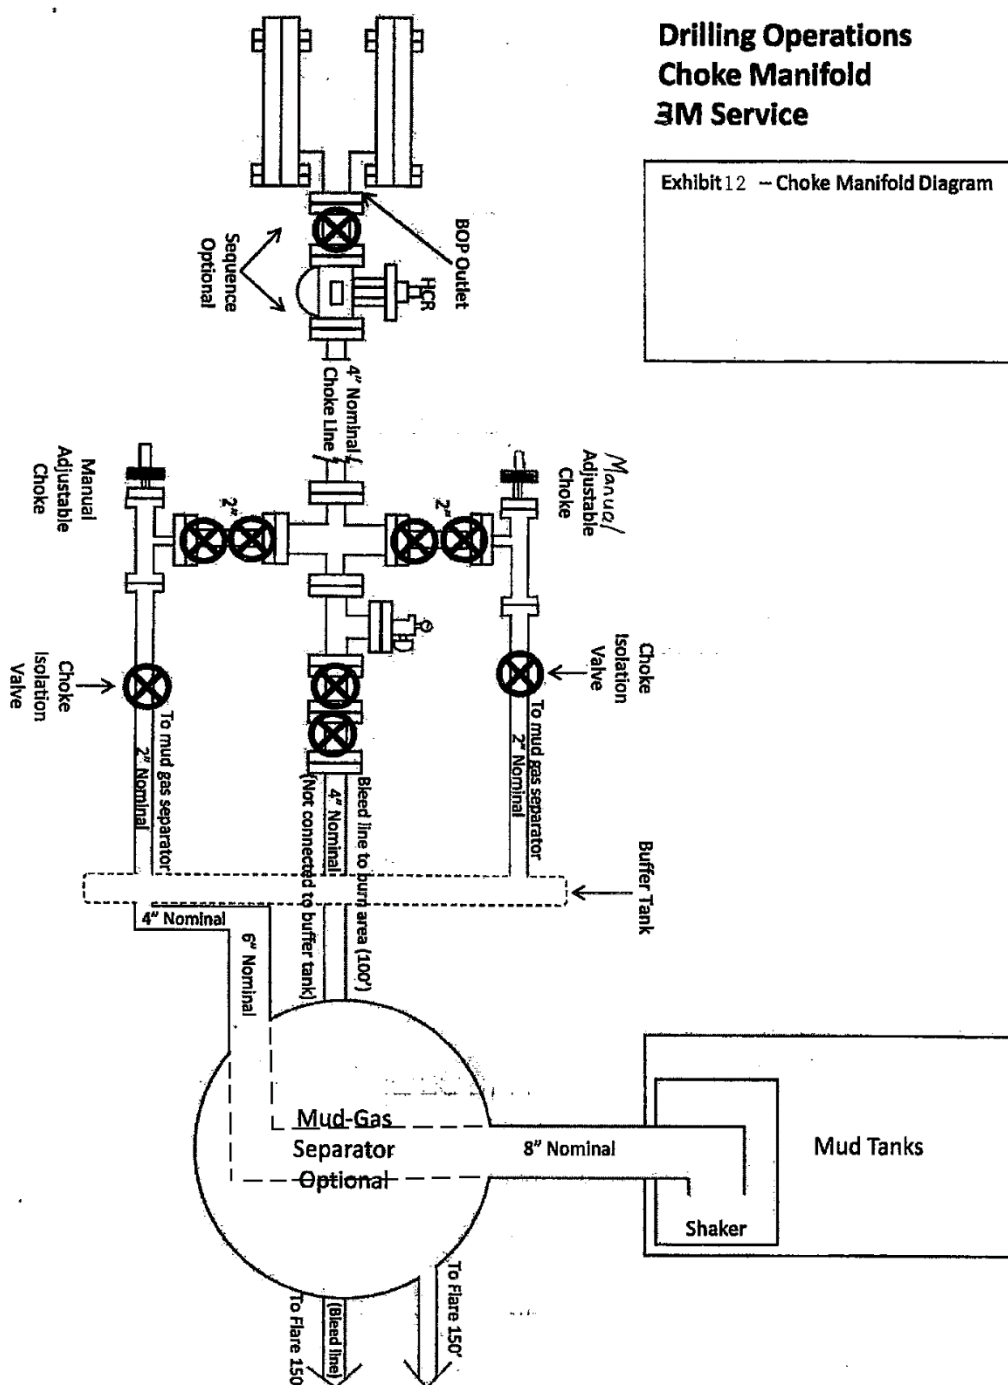 Drilling Operations
Choke Manifold
3M Service
Exhibit 12 – Choke Manifold Diagram
BOP Outlet
Sequence
Optional
HCR
4" Nominal
Choke Line
Manual
Adjustable
Choke
2"
2"
Manual
Adjustable
Choke
Choke
Isolation
Valve
Choke
Isolation
Valve
To mud gas separator
2" Nominal
Bleed line to burn area (100')
4" Nominal
(Not connected to buffer tank)
To mud gas separator
2" Nominal
Buffer Tank
4" Nominal
6" Nominal
Mud-Gas
Separator
Optional
8" Nominal
Mud Tanks
Shaker
To Flare 150'
(Bleed line)
To Flare 150